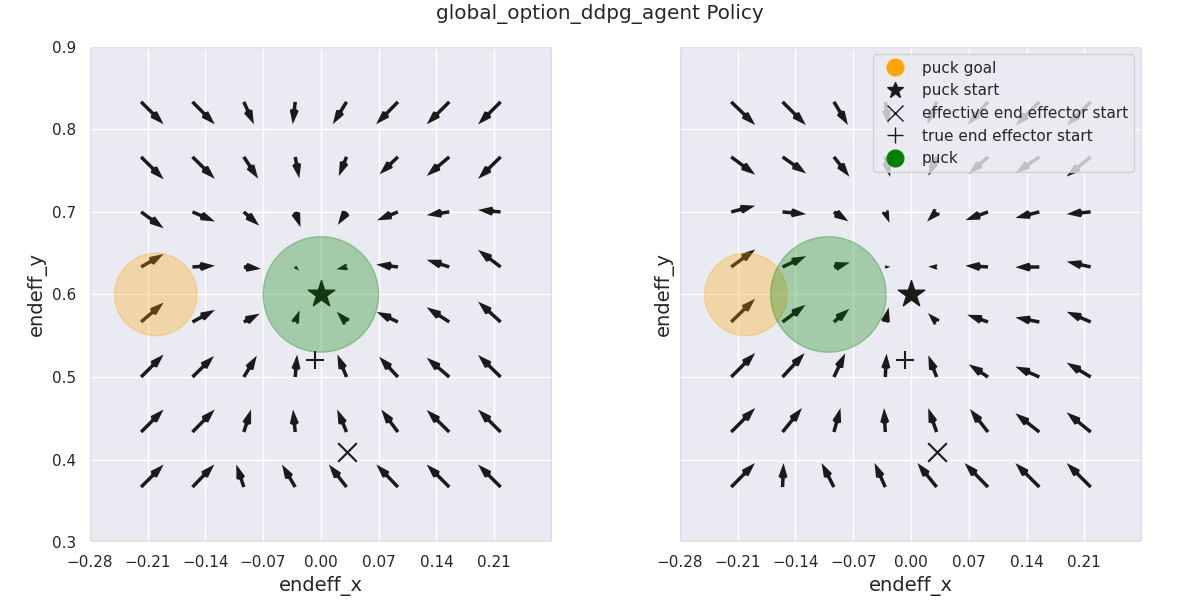 global_option_ddpg_agent Policy
0.9
0.8
0.7
0.6
0.5
0.4
0.3
endeff_y
−0.28 −0.21 −0.14 −0.07 0.00 0.07 0.14 0.21
endeff_x
puck goal
puck start
effective end effector start
true end effector start
puck
endeff_y
−0.28 −0.21 −0.14 −0.07 0.00 0.07 0.14 0.21
endeff_x